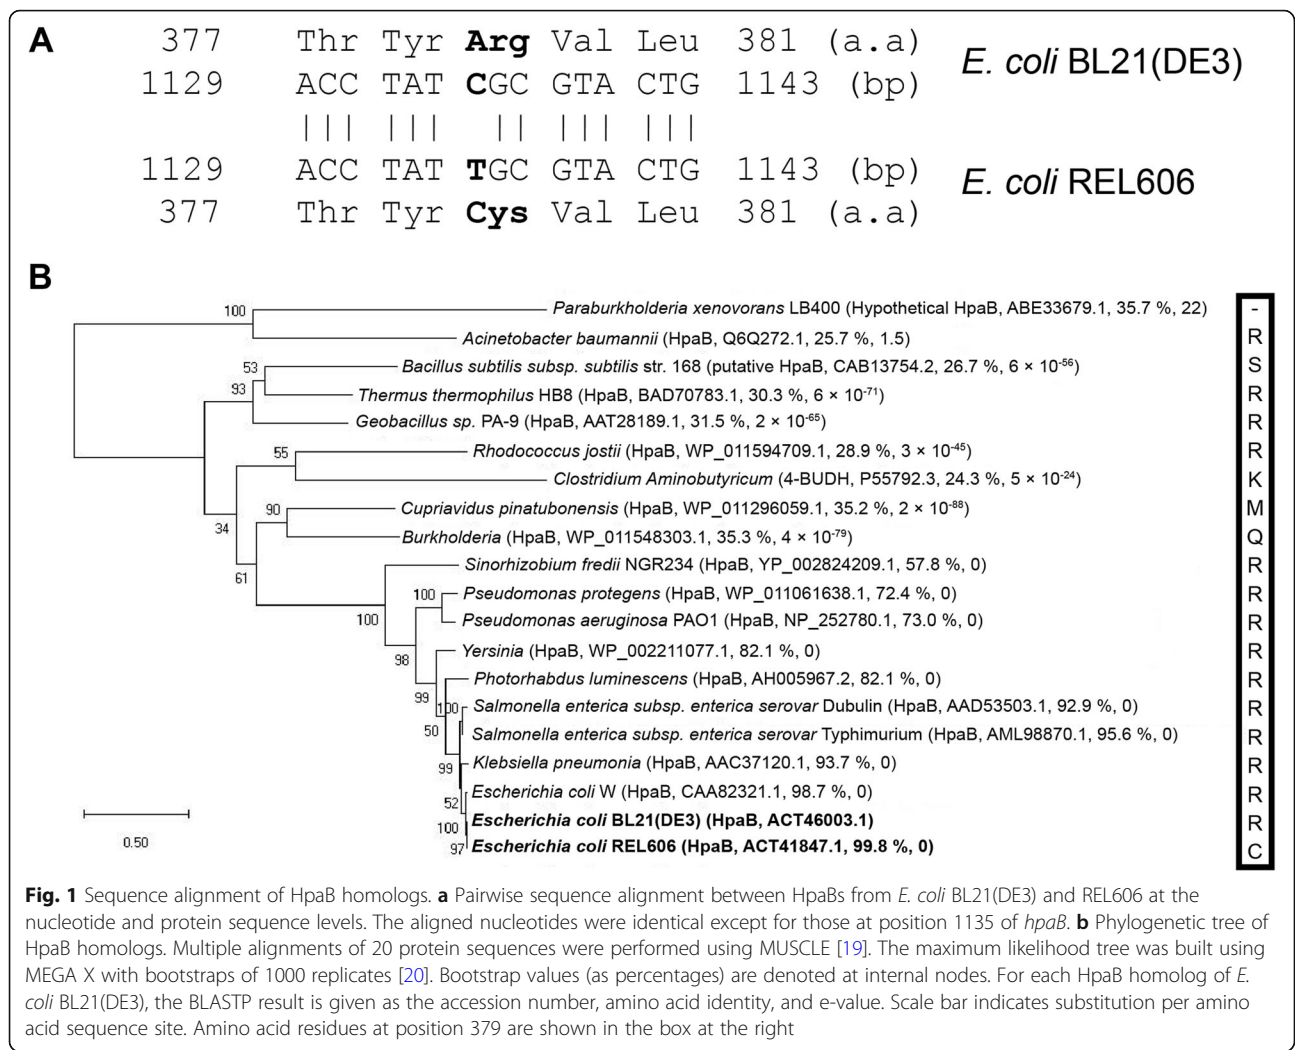 A
377 Thr Tyr Arg Val Leu 381 (a.a)
1129 ACC TAT CGC GTA CTG 1143 (bp)
E. coli BL21(DE3)
||| ||| || ||| |||
1129 ACC TAT TGC GTA CTG 1143 (bp)
377 Thr Tyr Cys Val Leu 381 (a.a)
E. coli REL606
B
Paraburkholderia xenovorans LB400 (Hypothetical HpaB, ABE33679.1, 35.7 %, 22) -
100
Acinetobacter baumannii (HpaB, Q6Q272.1, 25.7 %, 1.5) R
Bacillus subtilis subsp. subtilis str. 168 (putative HpaB, CAB13754.2, 26.7 %, 6 × 10⁻⁵⁶) S
53
93
Thermus thermophilus HB8 (HpaB, BAD70783.1, 30.3 %, 6 × 10⁻⁷¹) R
Geobacillus sp. PA-9 (HpaB, AAT28189.1, 31.5 %, 2 × 10⁻⁶⁵) R
Rhodococcus jostii (HpaB, WP_011594709.1, 28.9 %, 3 × 10⁻⁴⁵) R
55
Clostridium Aminobutyricum (4-BUDH, P55792.3, 24.3 %, 5 × 10⁻²⁴) K
Cupriavidus pinatubonensis (HpaB, WP_011296059.1, 35.2 %, 2 × 10⁻⁸⁸) M
90
34
Burkholderia (HpaB, WP_011548303.1, 35.3 %, 4 × 10⁻⁷⁹) Q
Sinorhizobium fredii NGR234 (HpaB, YP_002824209.1, 57.8 %, 0) R
61
Pseudomonas protegens (HpaB, WP_011061638.1, 72.4 %, 0) R
100
100
Pseudomonas aeruginosa PAO1 (HpaB, NP_252780.1, 73.0 %, 0) R
Yersinia (HpaB, WP_002211077.1, 82.1 %, 0) R
98
Photorhabdus luminescens (HpaB, AH005967.2, 82.1 %, 0) R
99
Salmonella enterica subsp. enterica serovar Dubulin (HpaB, AAD53503.1, 92.9 %, 0) R
100
50
Salmonella enterica subsp. enterica serovar Typhimurium (HpaB, AML98870.1, 95.6 %, 0) R
Klebsiella pneumonia (HpaB, AAC37120.1, 93.7 %, 0) R
99
Escherichia coli W (HpaB, CAA82321.1, 98.7 %, 0) R
52
Escherichia coli BL21(DE3) (HpaB, ACT46003.1) R
100
Escherichia coli REL606 (HpaB, ACT41847.1, 99.8 %, 0) C
97
0.50
Fig. 1 Sequence alignment of HpaB homologs. a Pairwise sequence alignment between HpaBs from E. coli BL21(DE3) and REL606 at the
nucleotide and protein sequence levels. The aligned nucleotides were identical except for those at position 1135 of hpaB. b Phylogenetic tree of
HpaB homologs. Multiple alignments of 20 protein sequences were performed using MUSCLE [19]. The maximum likelihood tree was built using
MEGA X with bootstraps of 1000 replicates [20]. Bootstrap values (as percentages) are denoted at internal nodes. For each HpaB homolog of E.
coli BL21(DE3), the BLASTP result is given as the accession number, amino acid identity, and e-value. Scale bar indicates substitution per amino
acid sequence site. Amino acid residues at position 379 are shown in the box at the right